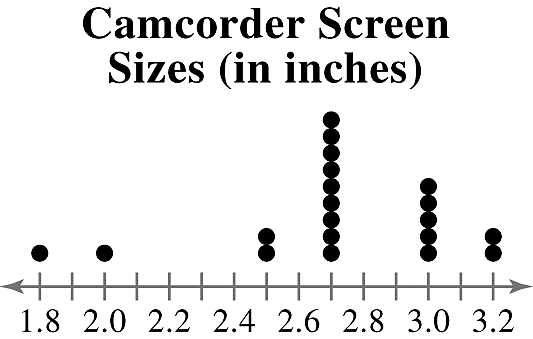 Camcorder Screen
Sizes (in inches)
1.8 2.0 2.2 2.4 2.6 2.8 3.0 3.2